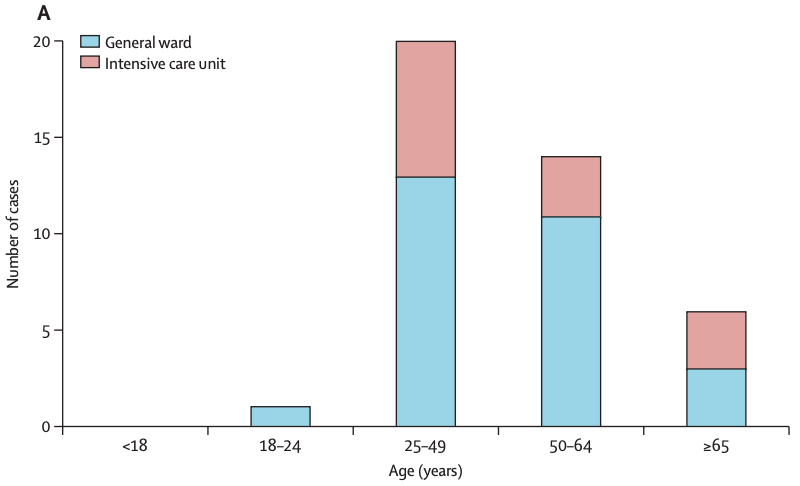 A
General ward
Intensive care unit
20
15
10
5
0
Number of cases
<18
18–24
25–49
50–64
≥65
Age (years)